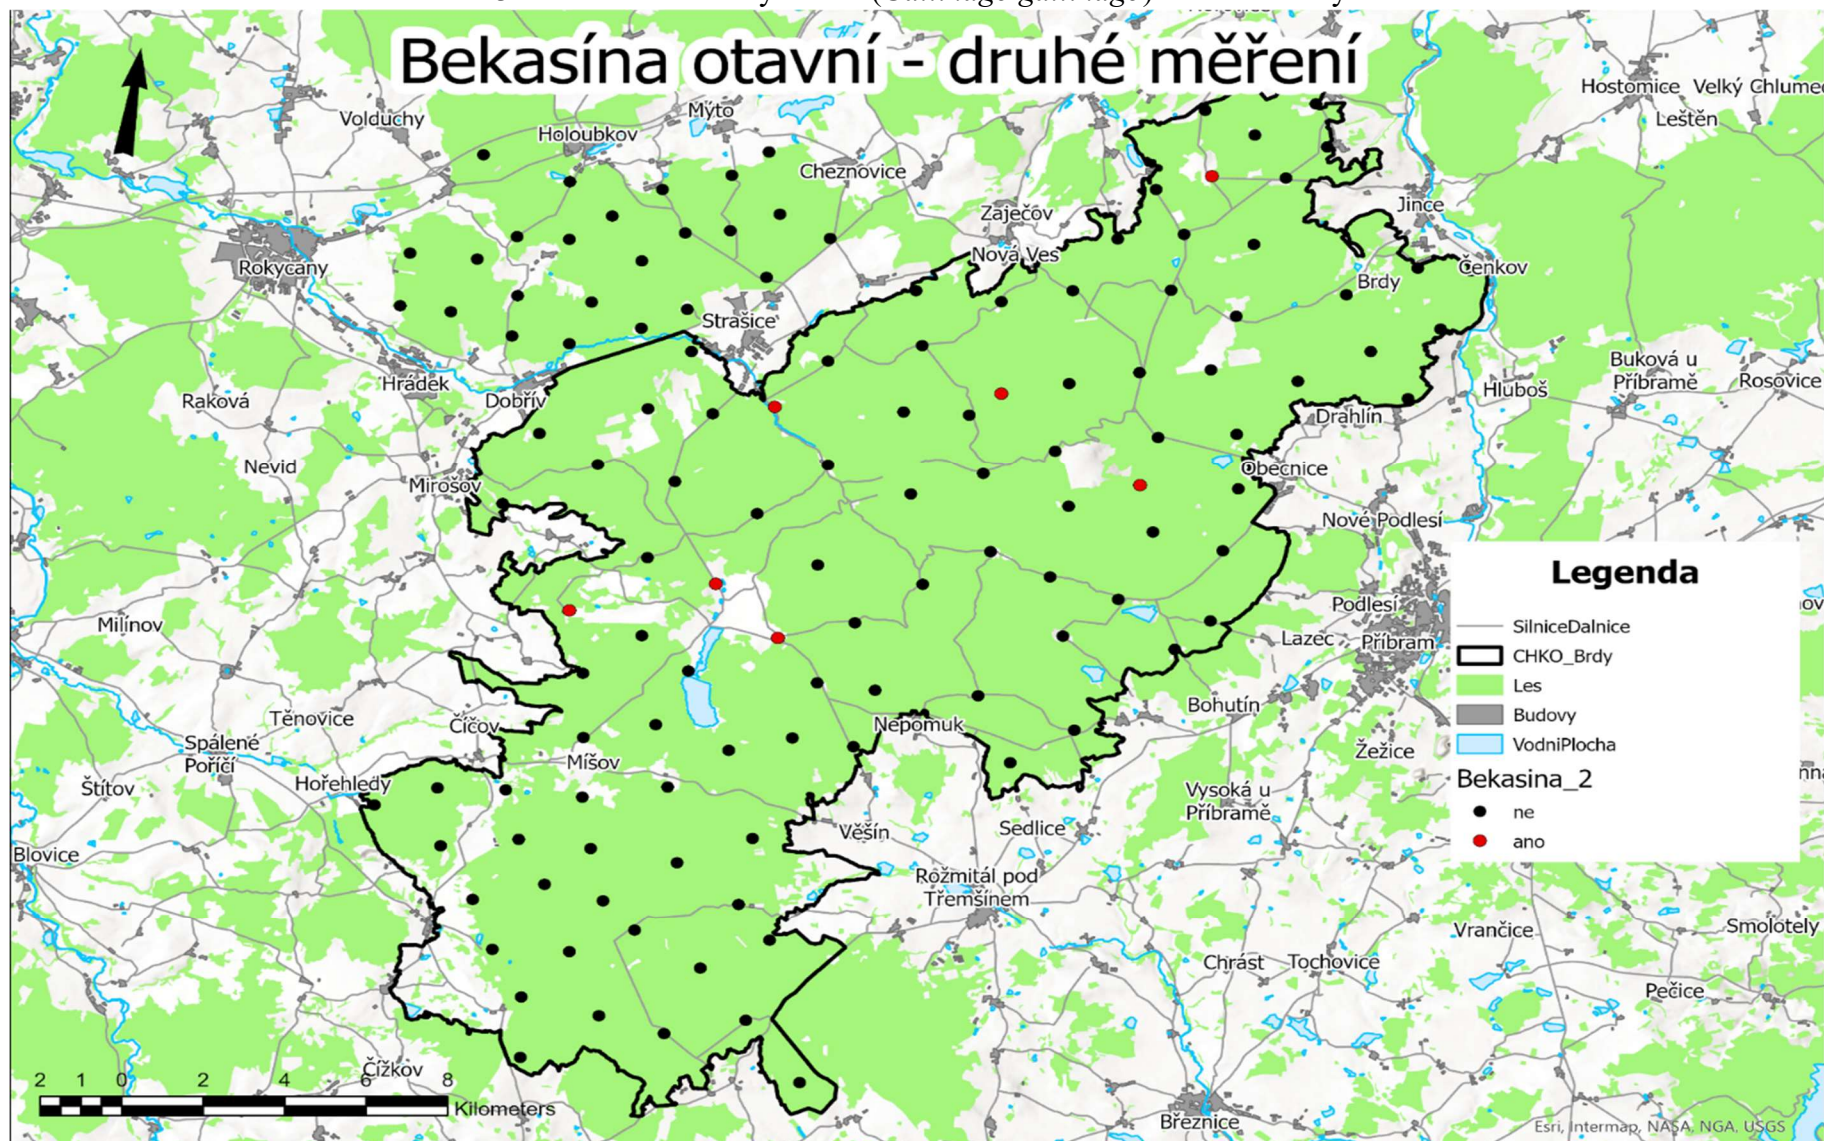 Bekasína otavní - druhé měření
Hostomice
Velký Chlumec
Leštěn
Volduchy
Holoubkov
Mýto
Cheznovice
Zaječov
Nová Ves
Jince
Čenkov
Brdy
Rokycany
Strašice
Hrádek
Dobřív
Raková
Nevid
Mirošov
Buková u
Příbramě
Rosovice
Hluboš
Drahlín
Obecnice
Nové Podlesí
Podlesí
Lazec
Příbram
Milínov
Těnovice
Číčov
Spálené
Poříčí
Štítov
Hořehledy
Míšov
Nepomuk
Bohutín
Žežice
Vysoká u
Příbramě
Věšín
Sedlice
Blovice
Rožmitál pod
Třemšínem
Vrančice
Smolotely
Chrást
Tochovice
Pečice
Čížkov
Březnice
Legenda
SilniceDalnice
CHKO_Brdy
Les
Budovy
VodniPlocha
Bekasina_2
ne
ano
2 1 0 2 4 6 8
Kilometers
Esri, Intermap, NASA, NGA, USGS